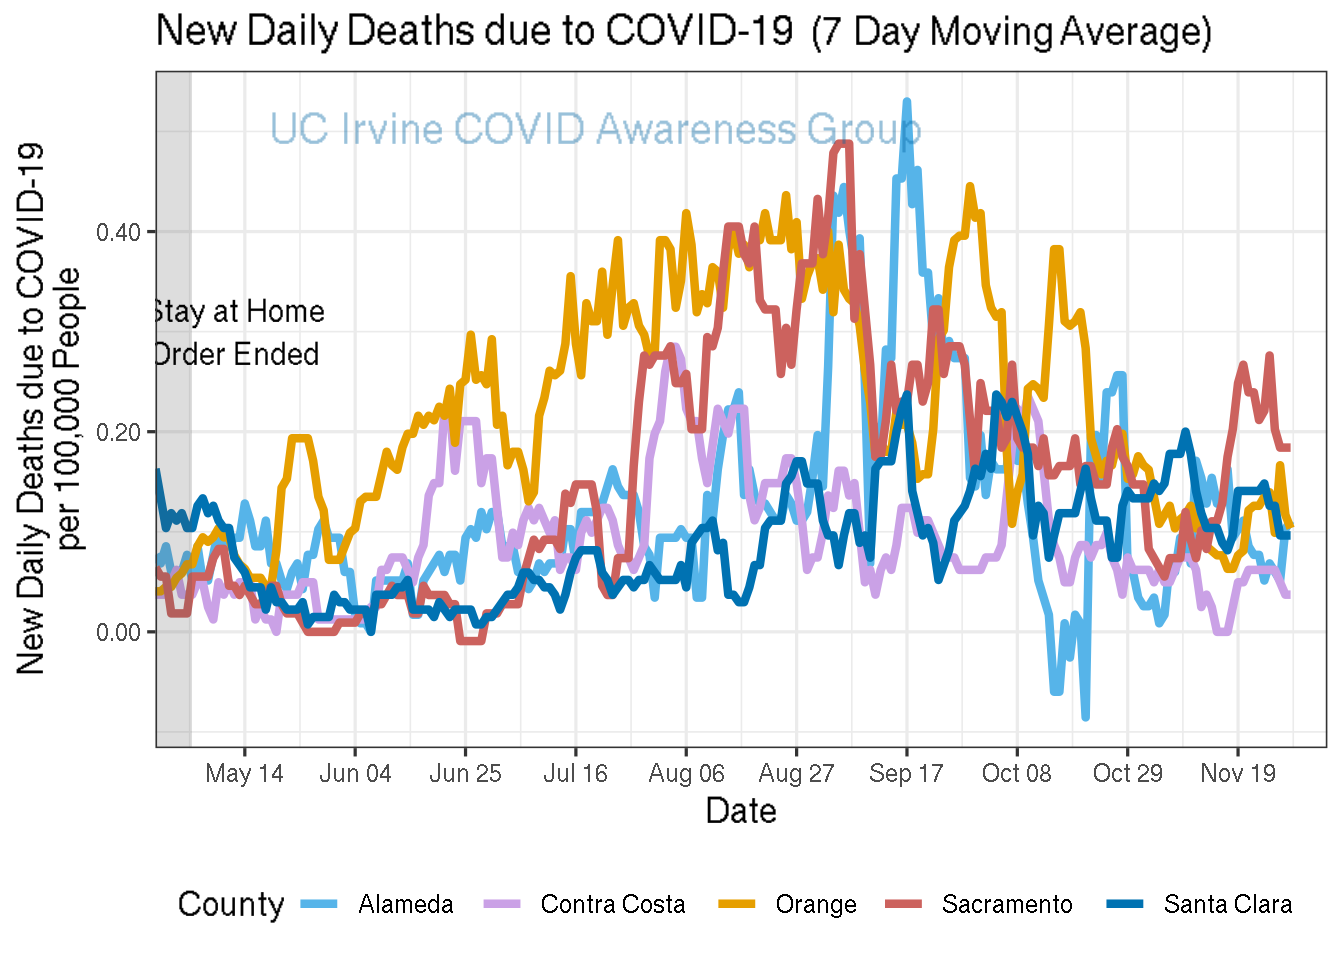 New Daily Deaths due to COVID-19 (7 Day Moving Average)
UC Irvine COVID Awareness Group
New Daily Deaths due to COVID-19
per 100,000 People
0.40
0.20
0.00
Stay at Home
Order Ended
May 14 Jun 04 Jun 25 Jul 16 Aug 06 Aug 27 Sep 17 Oct 08 Oct 29 Nov 19
Date
County Alameda Contra Costa Orange Sacramento Santa Clara